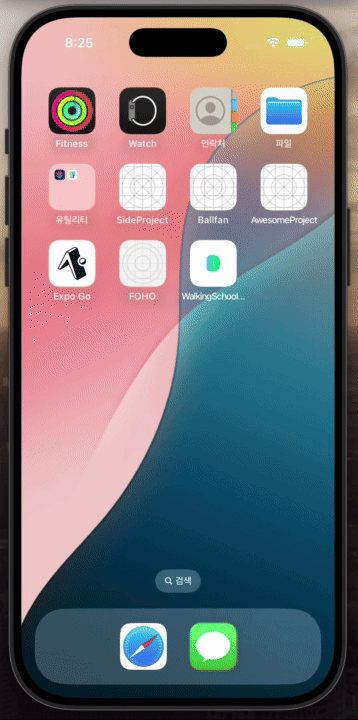 8:25
Fitness
Watch
연락처
파일
유틸리티
SideProject
Ballfan
AwesomeProject
Expo Go
FOHO
WalkingSchool...
검색